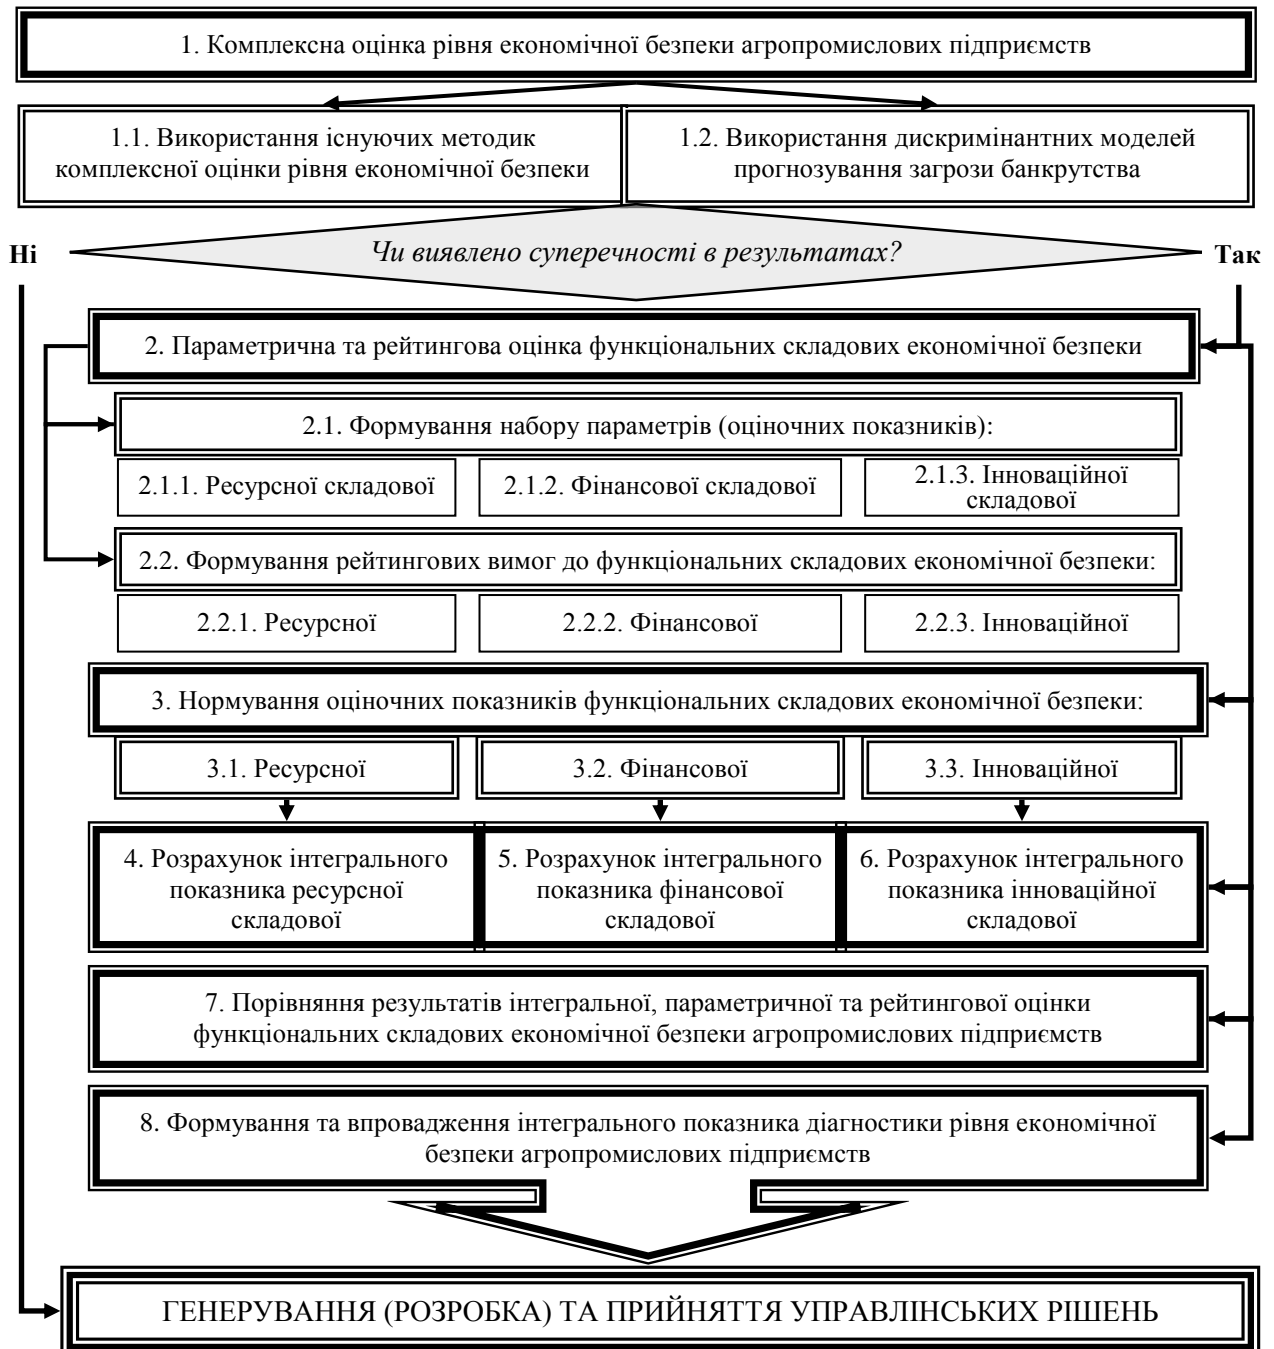 1. Комплексна оцінка рівня економічної безпеки агропромислових підприємств
1.1. Використання існуючих методик
комплексної оцінки рівня економічної безпеки
1.2. Використання дискримінантних моделей
прогнозування загрози банкрутства
Ні
Чи виявлено суперечності в результатах?
Так
2. Параметрична та рейтингова оцінка функціональних складових економічної безпеки
2.1. Формування набору параметрів (оціночних показників):
2.1.1. Ресурсної складової
2.1.2. Фінансової складової
2.1.3. Інноваційної
складової
2.2. Формування рейтингових вимог до функціональних складових економічної безпеки:
2.2.1. Ресурсної
2.2.2. Фінансової
2.2.3. Інноваційної
3. Нормування оціночних показників функціональних складових економічної безпеки:
3.1. Ресурсної
3.2. Фінансової
3.3. Інноваційної
4. Розрахунок інтегрального
показника ресурсної
складової
5. Розрахунок інтегрального
показника фінансової
складової
6. Розрахунок інтегрального
показника інноваційної
складової
7. Порівняння результатів інтегральної, параметричної та рейтингової оцінки
функціональних складових економічної безпеки агропромислових підприємств
8. Формування та впровадження інтегрального показника діагностики рівня економічної
безпеки агропромислових підприємств
ГЕНЕРУВАННЯ (РОЗРОБКА) ТА ПРИЙНЯТТЯ УПРАВЛІНСЬКИХ РІШЕНЬ